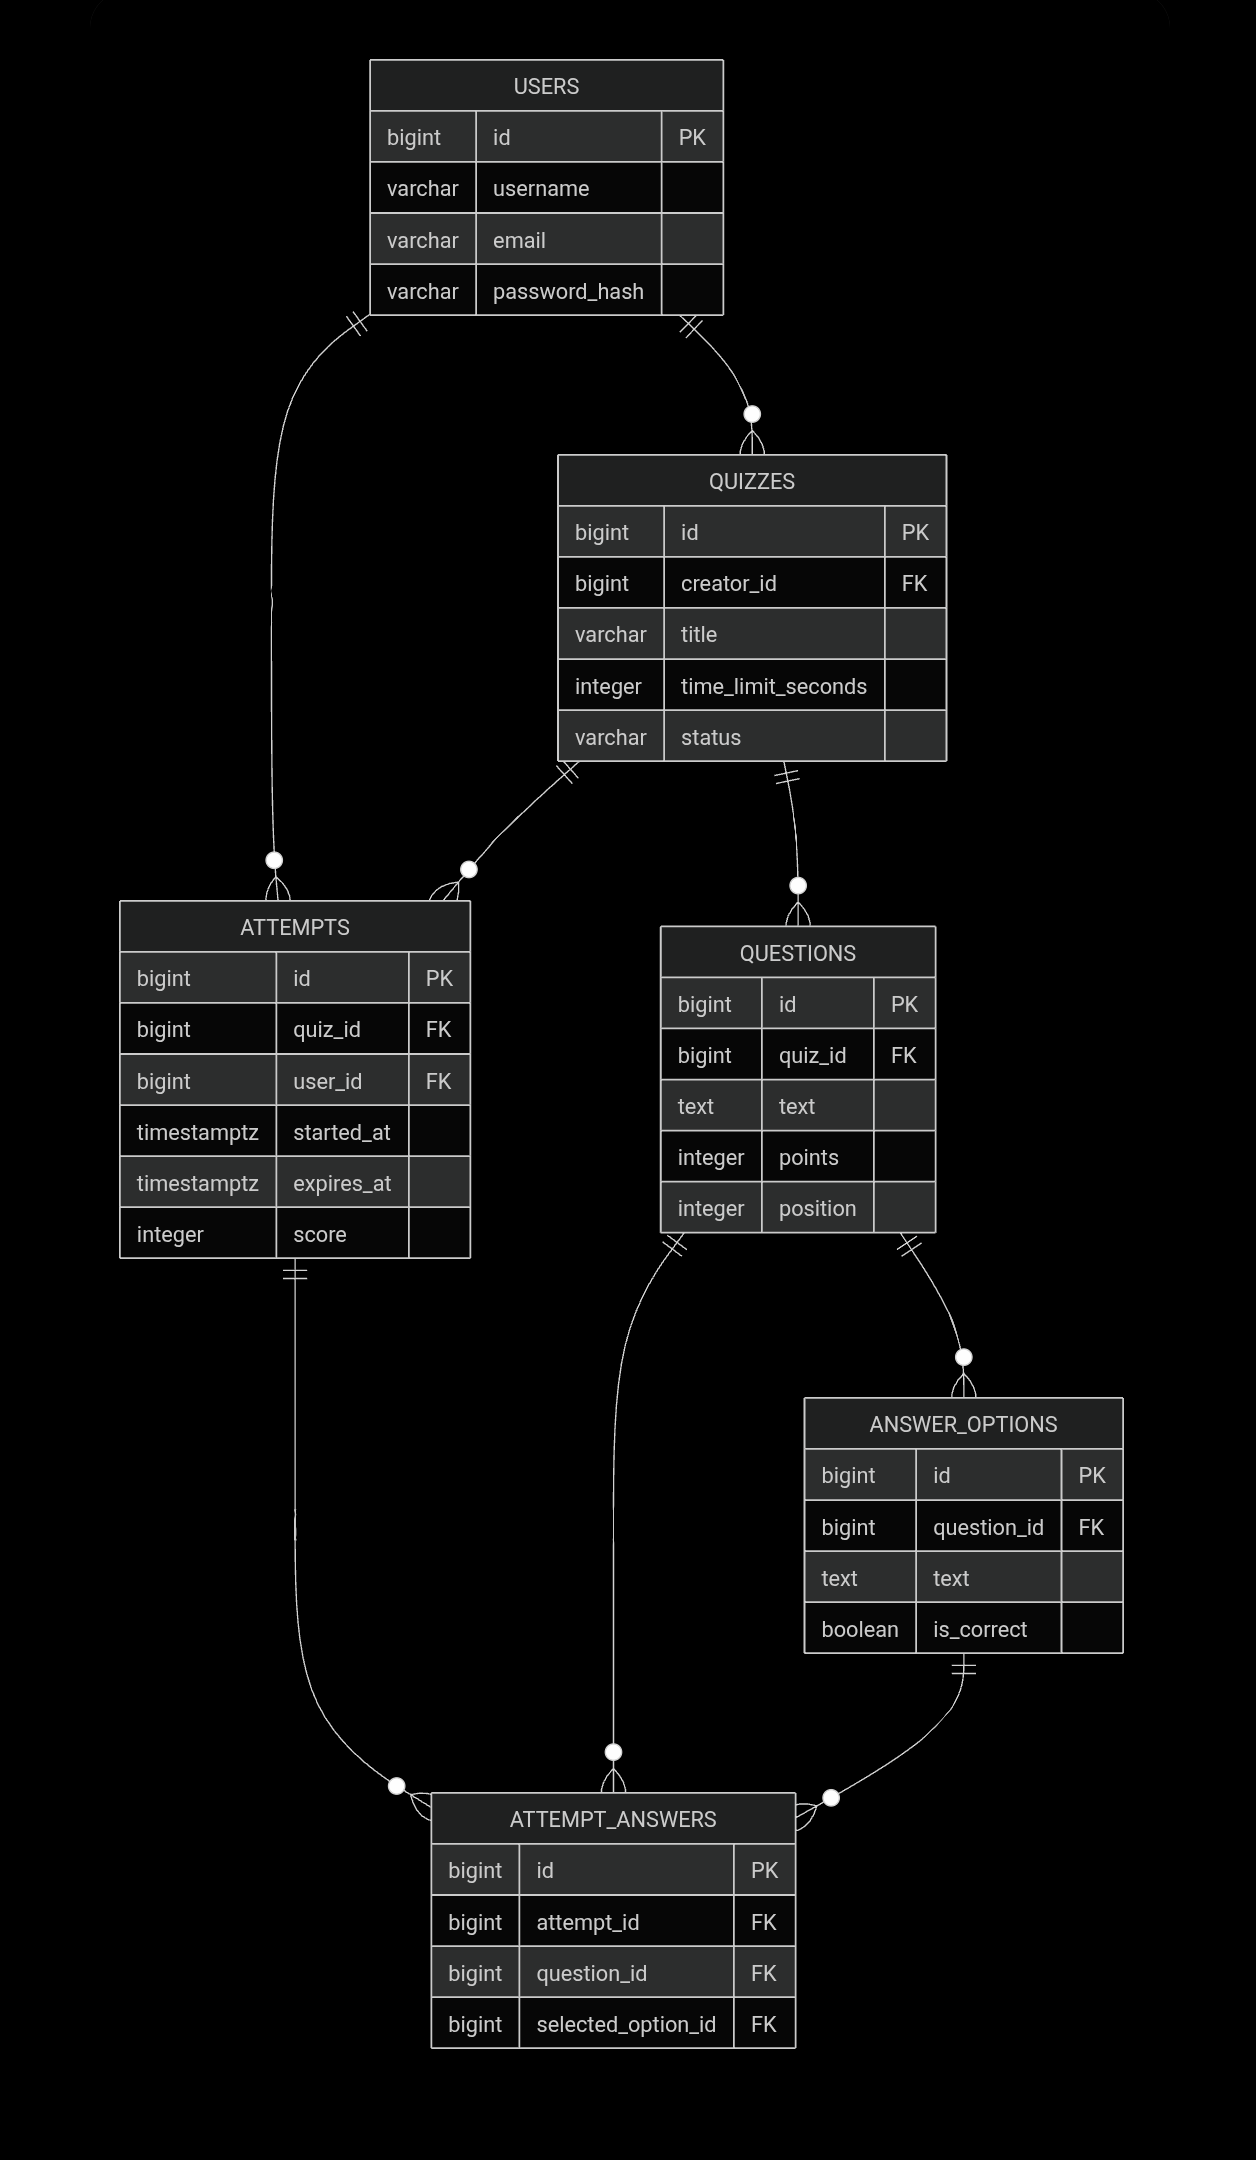 USERS
bigint id PK
varchar username
varchar email
varchar password_hash
QUIZZES
bigint id PK
bigint creator_id FK
varchar title
integer time_limit_seconds
varchar status
ATTEMPTS
bigint id PK
bigint quiz_id FK
bigint user_id FK
timestamptz started_at
timestamptz expires_at
integer score
QUESTIONS
bigint id PK
bigint quiz_id FK
text text
integer points
integer position
ANSWER_OPTIONS
bigint id PK
bigint question_id FK
text text
boolean is_correct
ATTEMPT_ANSWERS
bigint id PK
bigint attempt_id FK
bigint question_id FK
bigint selected_option_id FK